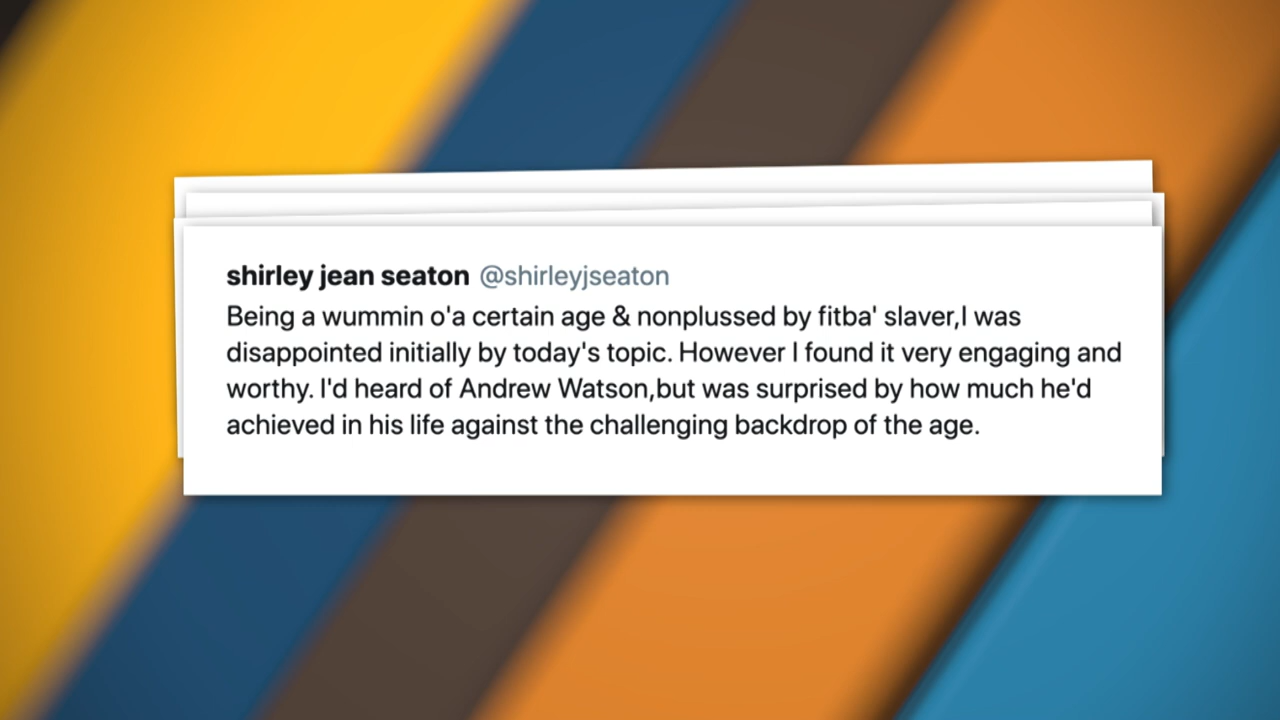 shirley jean seaton @shirleyjseaton
Being a wummin o'a certain age & nonplussed by fitba' slaver,I was
disappointed initially by today's topic. However I found it very engaging and
worthy. I'd heard of Andrew Watson,but was surprised by how much he'd
achieved in his life against the challenging backdrop of the age.